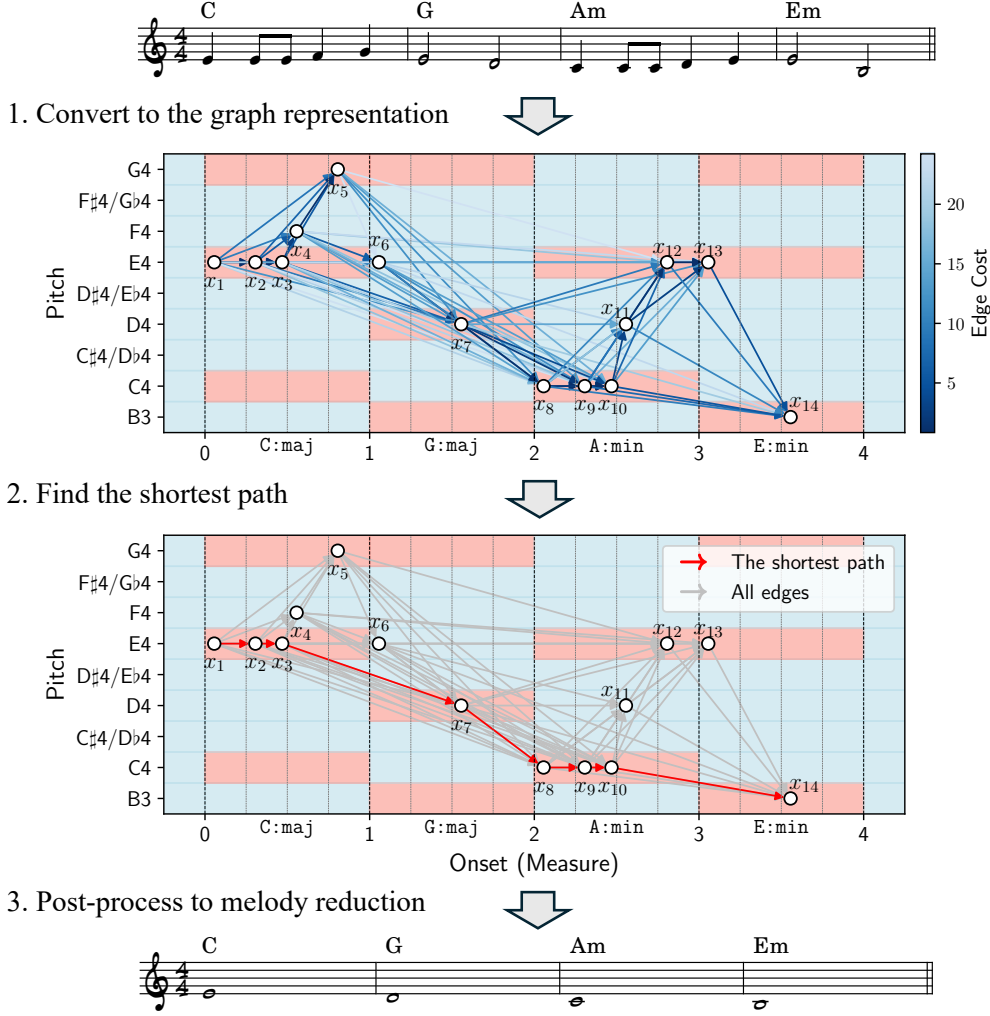 C G Am Em
1. Convert to the graph representation
G4
F♯4/G♭4
F4
E4
D♯4/E♭4
D4
C♯4/D♭4
C4
B3
Pitch
x1 x2 x3 x4 x5 x6 x7 x8 x9 x10 x11 x12 x13 x14
0 C:maj 1 G:maj 2 A:min 3 E:min 4
20
15
10
5
Edge Cost
2. Find the shortest path
G4
F♯4/G♭4
F4
E4
D♯4/E♭4
D4
C♯4/D♭4
C4
B3
Pitch
The shortest path
All edges
x1 x2 x3 x4 x5 x6 x7 x8 x9 x10 x11 x12 x13 x14
0 C:maj 1 G:maj 2 A:min 3 E:min 4
Onset (Measure)
3. Post-process to melody reduction
C G Am Em